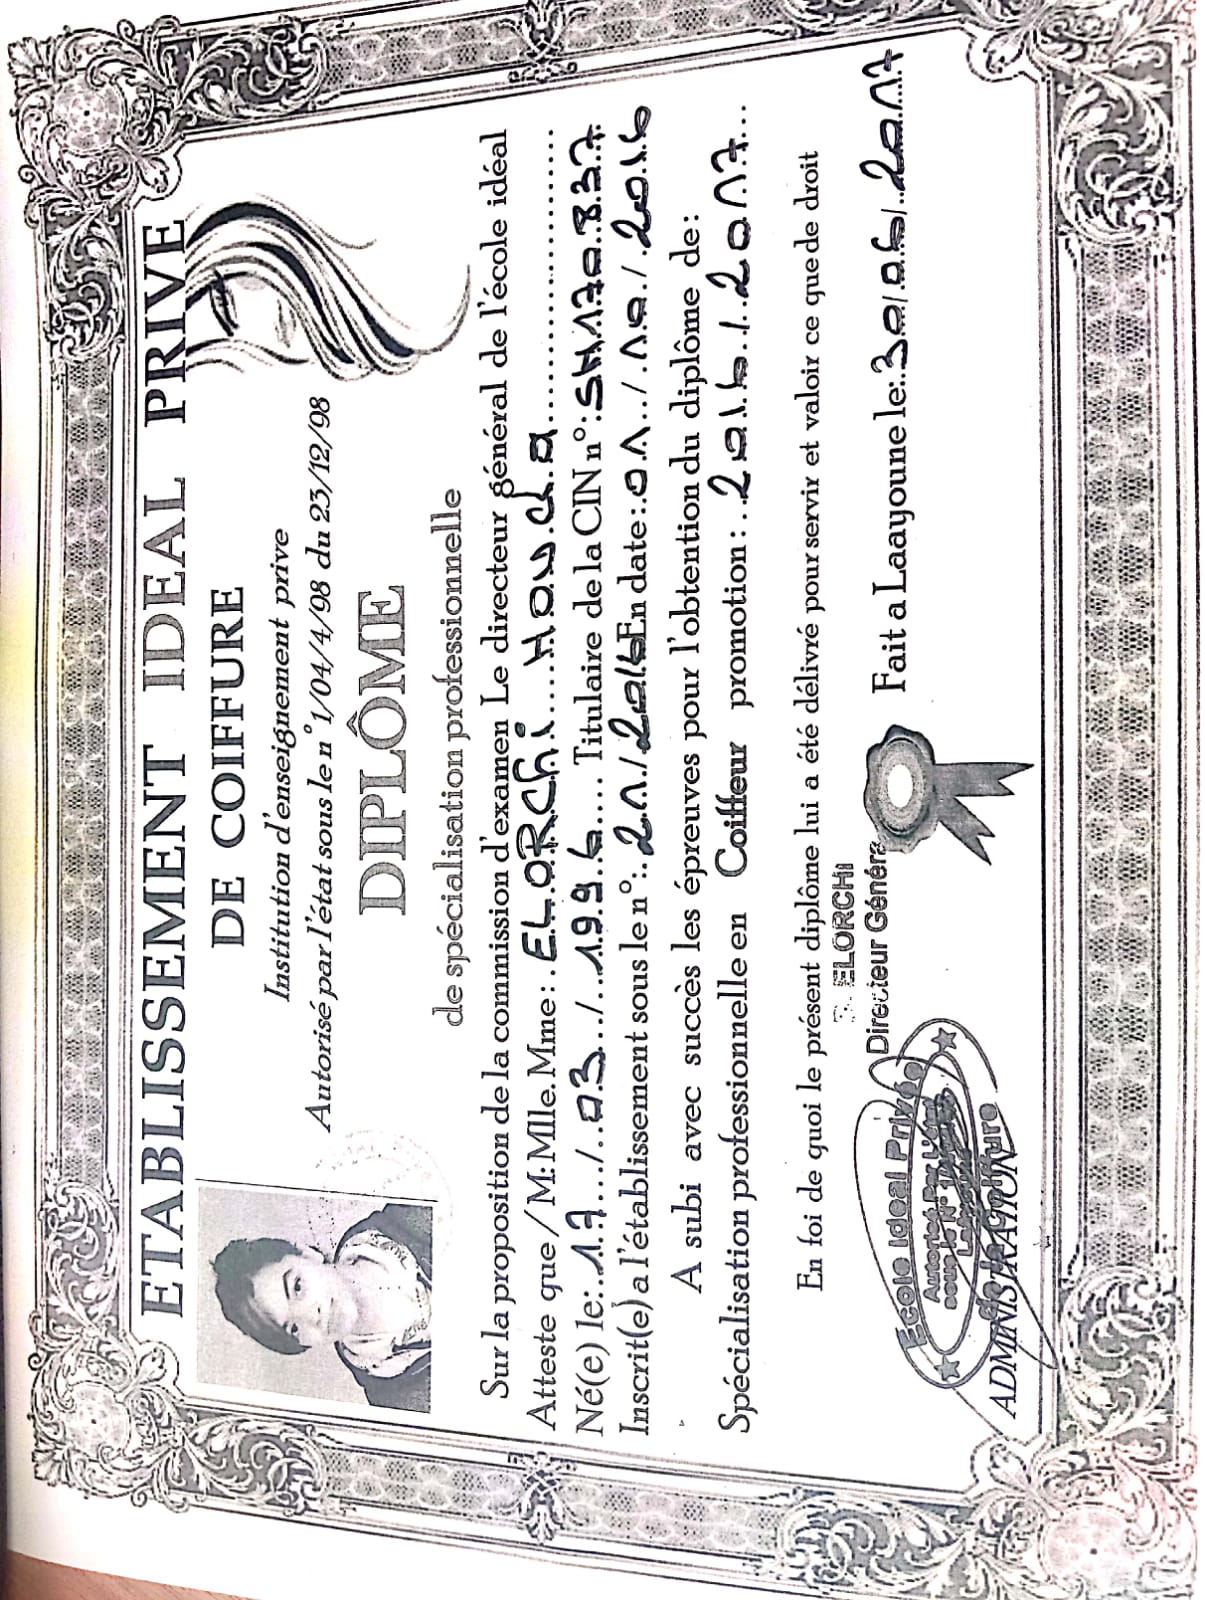 ETABLISSEMENT IDEAL PRIVE
DE COIFFURE
Institution d'enseignement prive
Autorisé par l'état sous le n°1/04/4/98 du 23/12/98
DIPLÔME
de spécialisation professionnelle
Sur la proposition de la commission d'examen Le directeur général de l'école idéal
Atteste que/M:Mlle.Mme: ELORChi Houda
Né(e) le: 17/03/1996 Titulaire de la CIN n°: SH170837
Inscrit(e) a l'établissement sous le n°: 21/2016 En date: 01/10/2016
A subi avec succès les épreuves pour l'obtention du diplôme de:
Spécialisation professionnelle en Coiffeur promotion: 2016/2017
En foi de quoi le présent diplôme lui a été délivré pour servir et valoir ce que de droit
Fait a Laayoune le: 30/06/2017
ELORCHI
Directeur Généra
Ecole Ideal Privée
Autorisé Par L'état
sous le N°
de la Coiffure
ADMINISTRATION